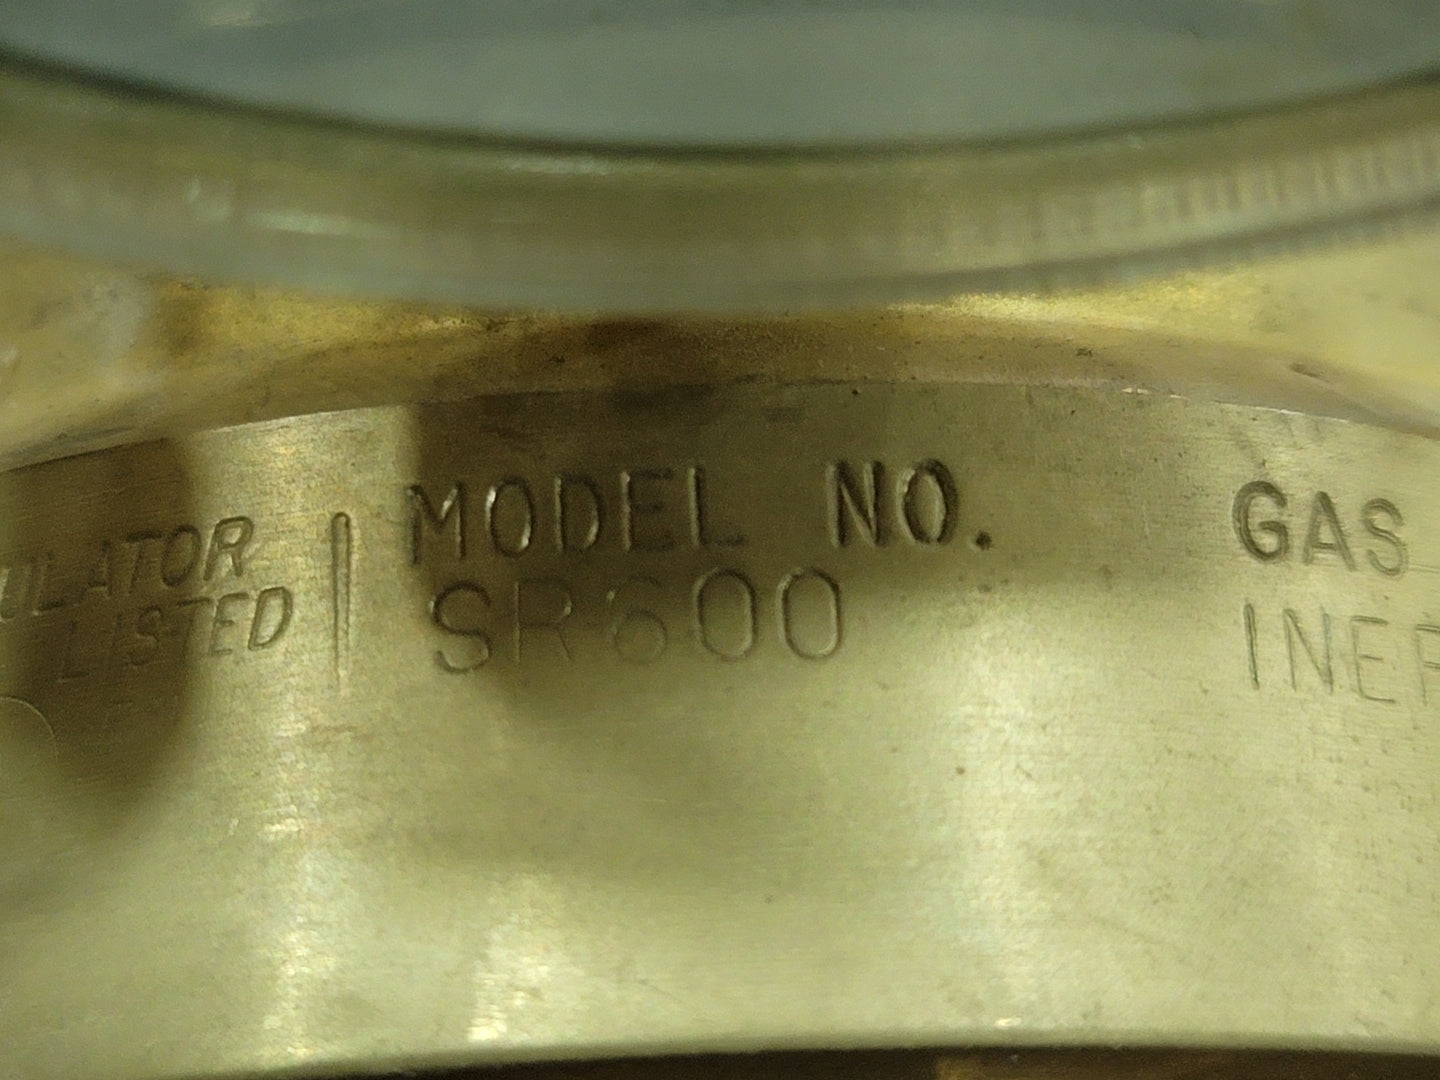 ULATOR
LISTED
MODEL NO.
SR600
GAS
INER